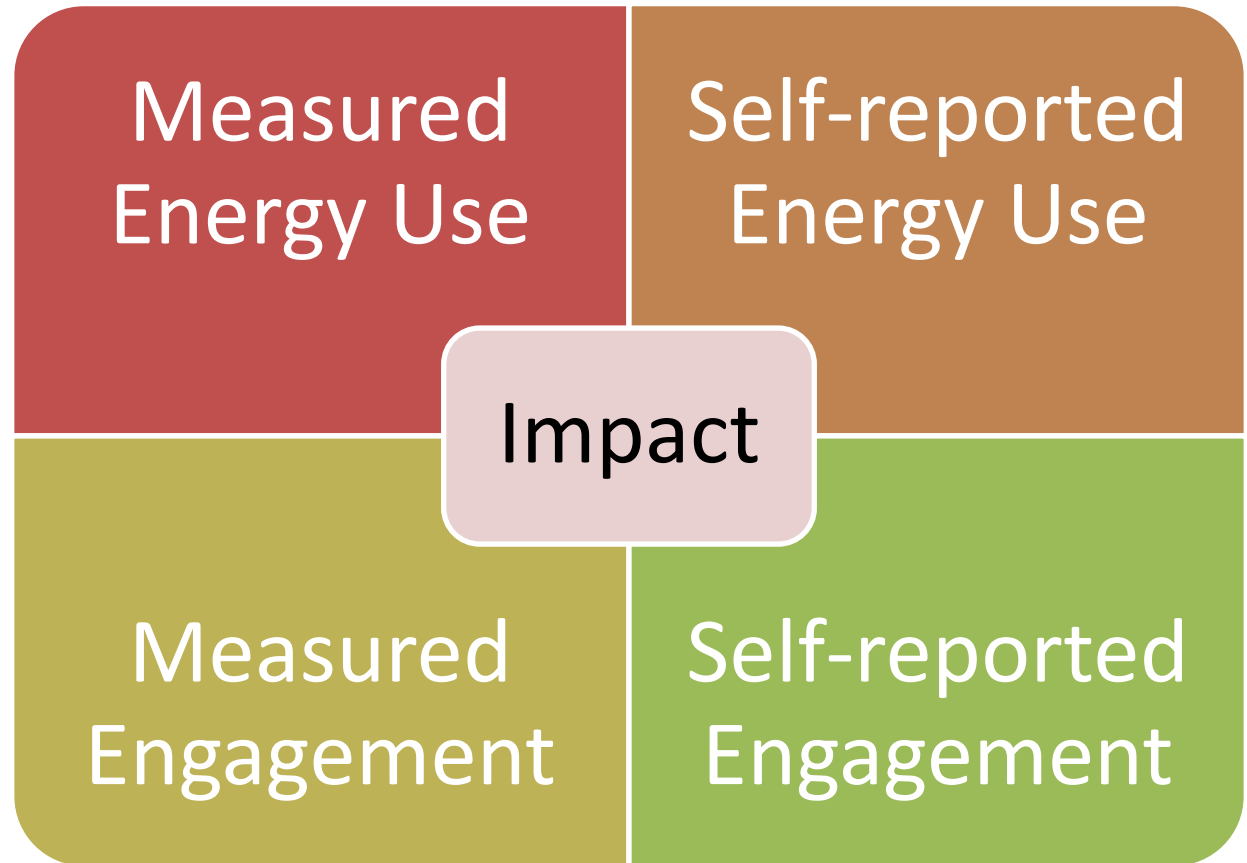 Measured
Energy Use
Self-reported
Energy Use
Impact
Measured
Engagement
Self-reported
Engagement